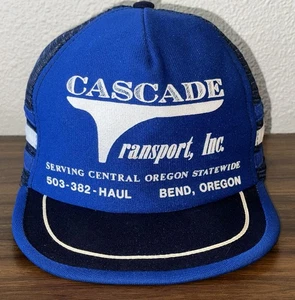 CASCADE
Transport, Inc.
SERVING CENTRAL OREGON STATEWIDE
503-382-HAUL BEND, OREGON